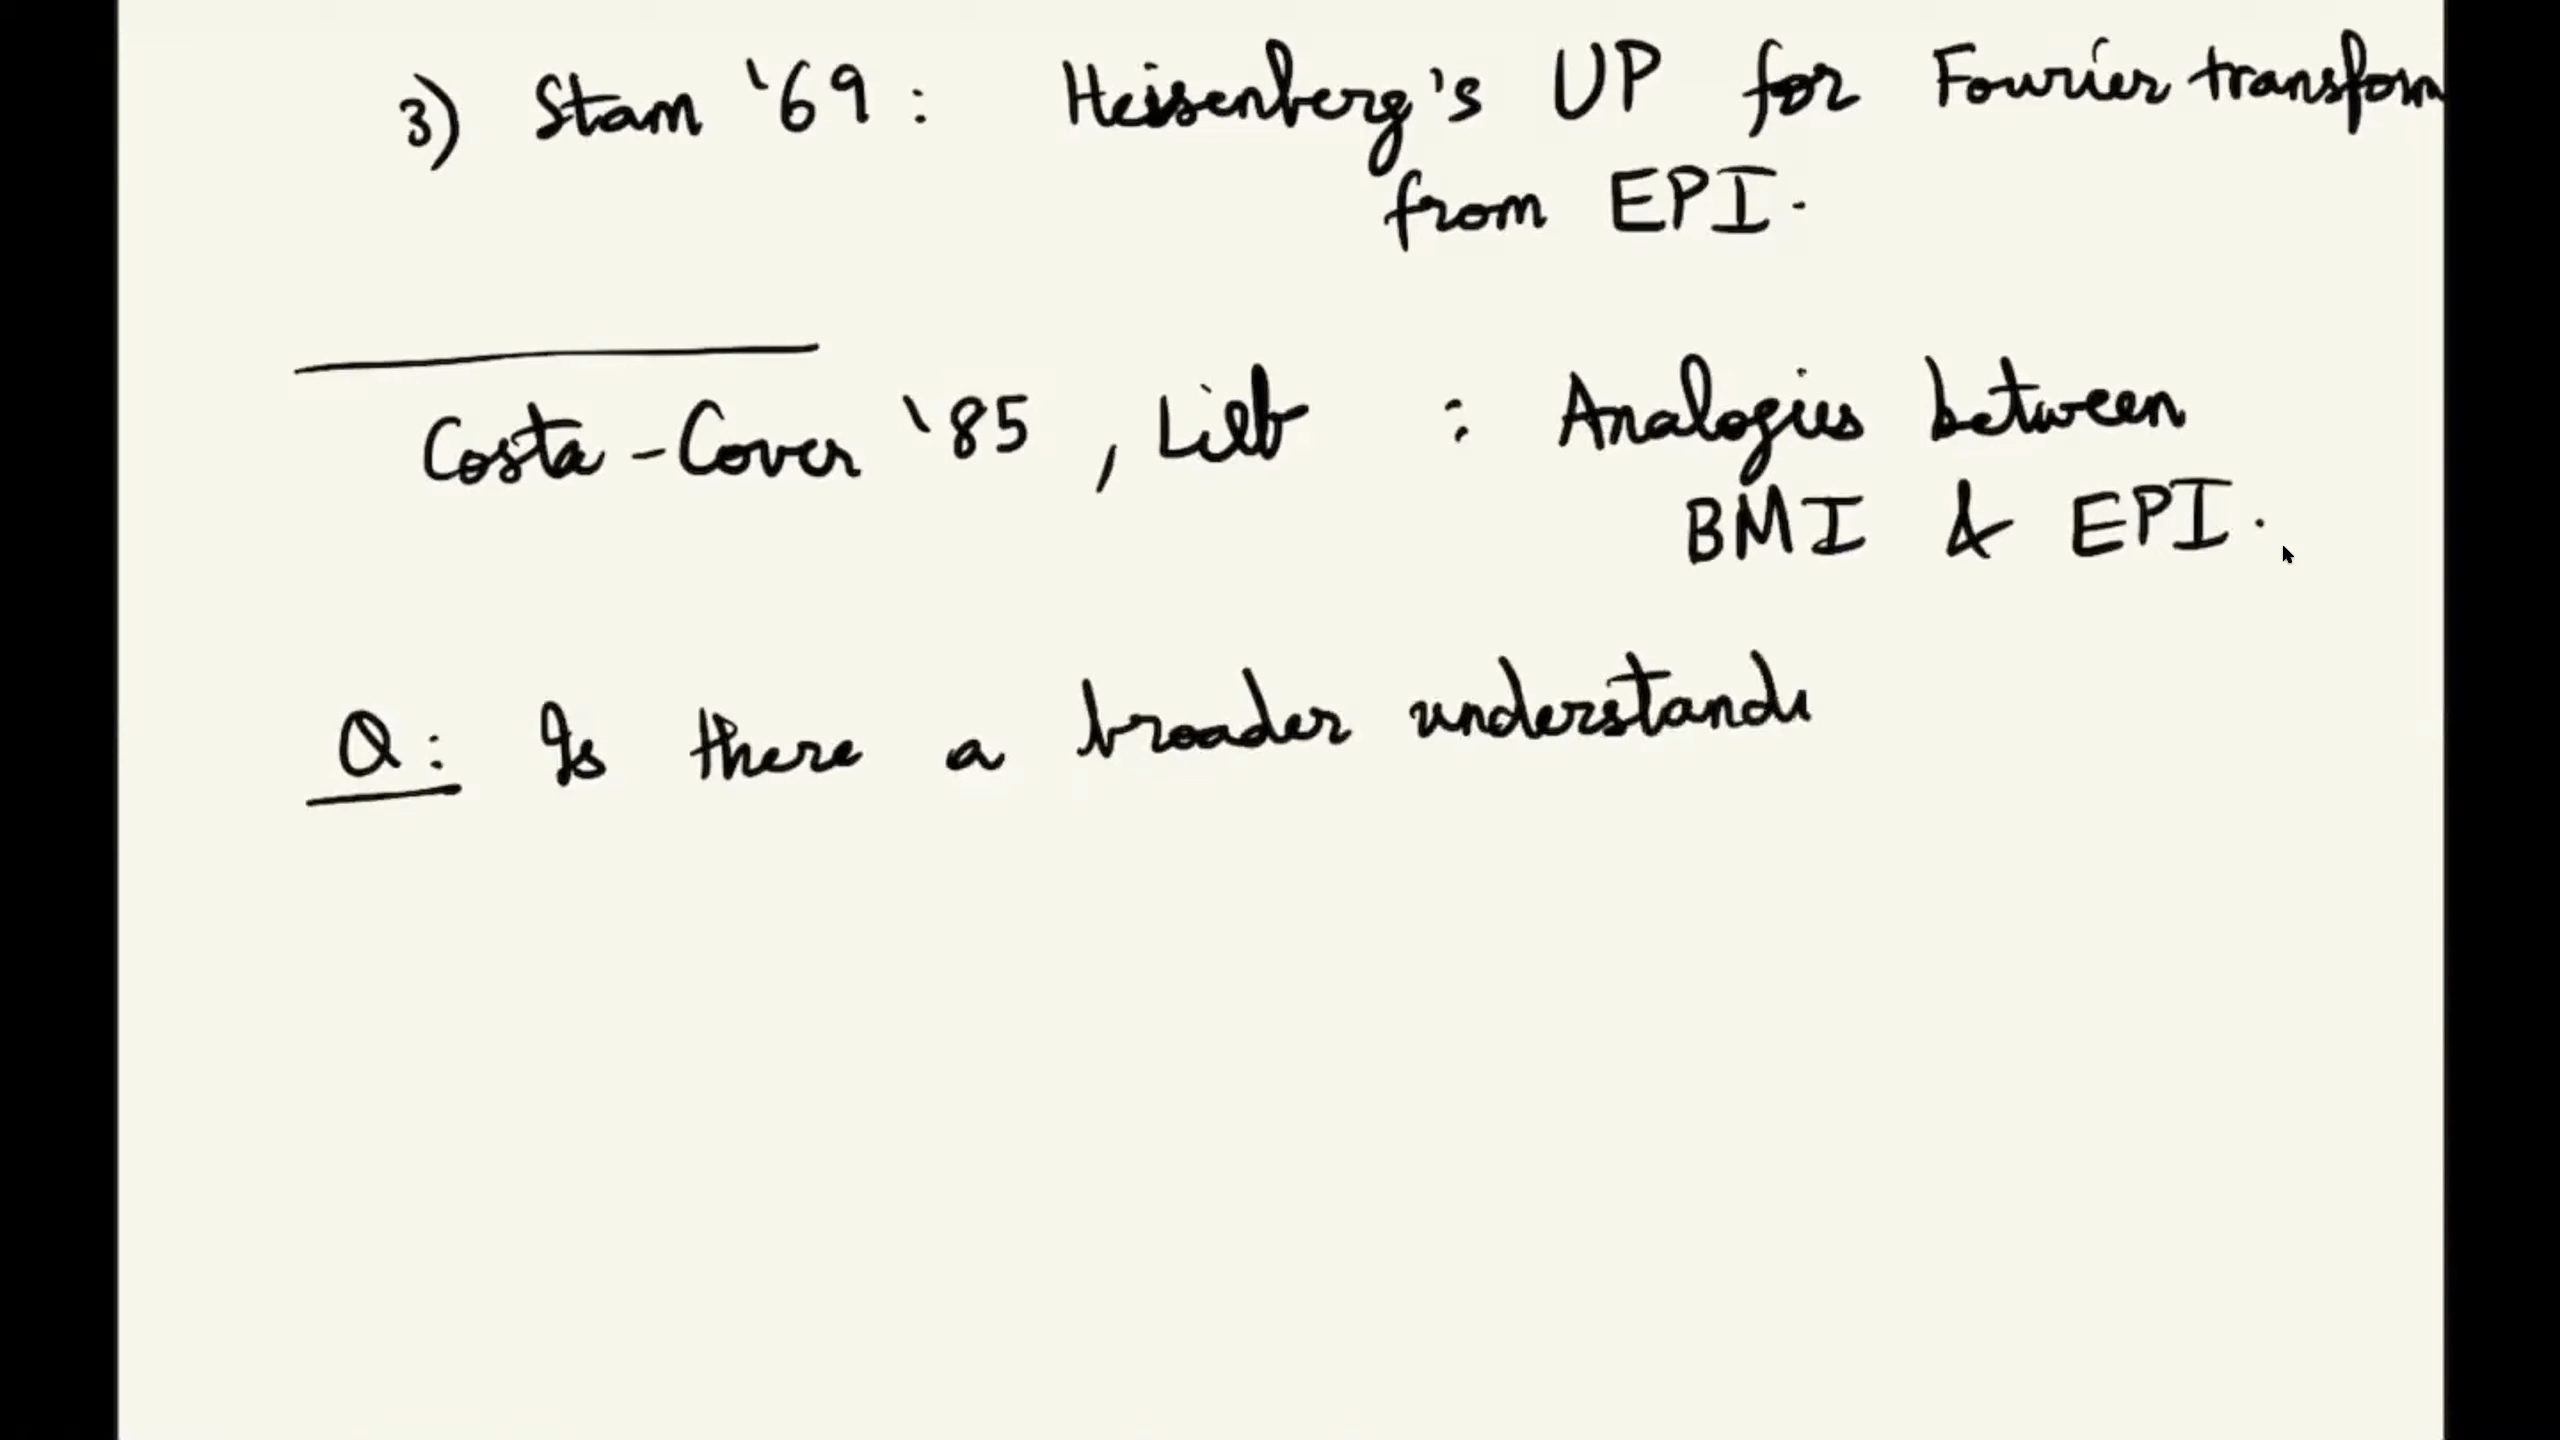 3) Stam '69 : Heisenberg's UP for Fourier transform
from EPI.
Costa-Cover '85, Lieb : Analogies between
BMI & EPI.
Q: Is there a broader understandi